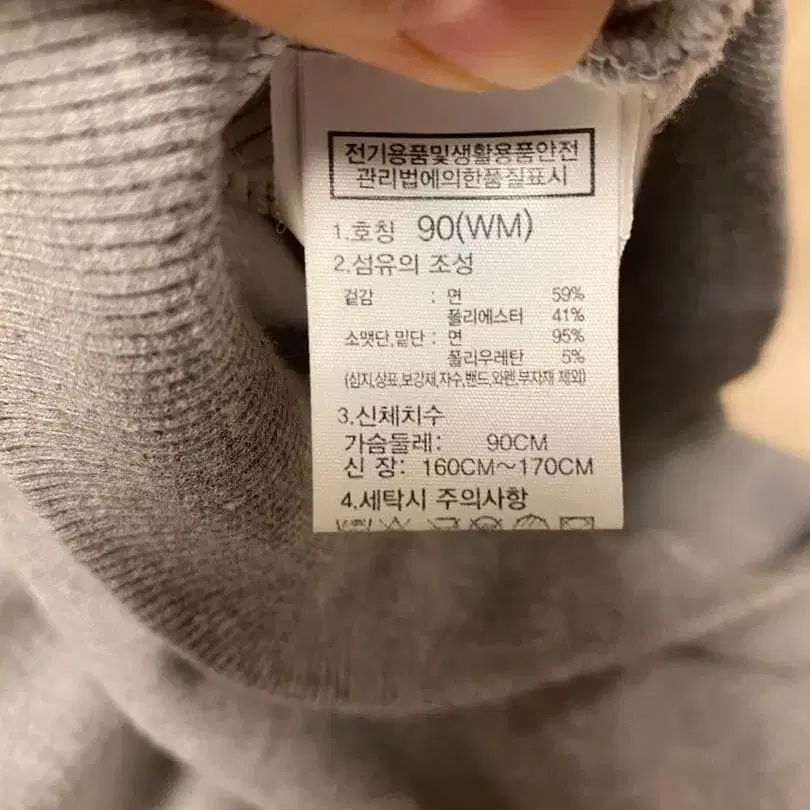 전기용품및생활용품안전
관리법에의한품질표시
1.호칭 90(WM)
2.섬유의 조성
겉감 : 면 59%
폴리에스터 41%
소맷단,밑단 : 면 95%
폴리우레탄 5%
(심지,상표,보강재,자수,밴드,와펜,부자재 제외)
3.신체치수
가슴둘레: 90CM
신 장: 160CM~170CM
4.세탁시 주의사항